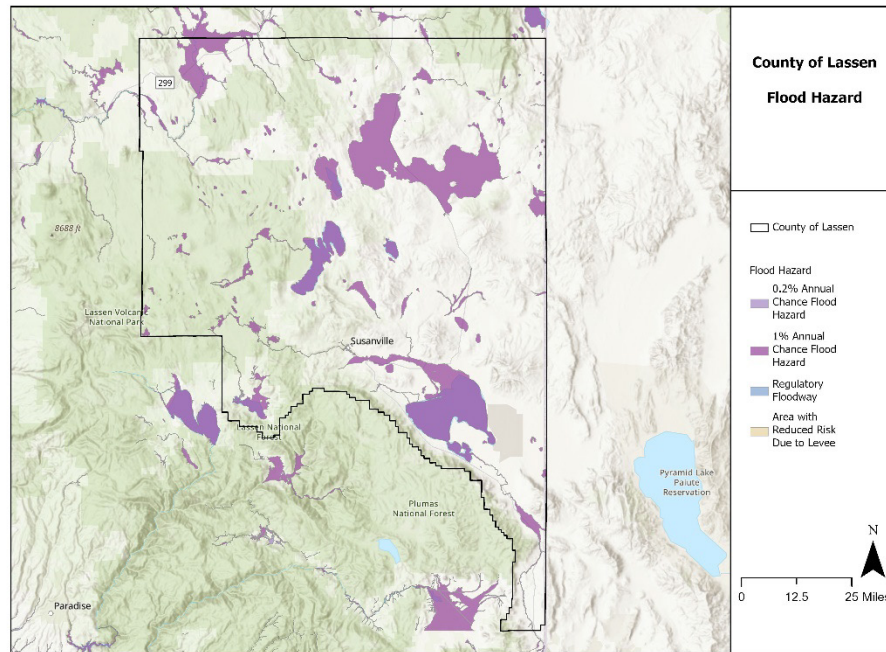 299
8688 ft
Lassen Volcanic
National Park
Susanville
Lassen National
Forest
Plumas
National Forest
Paradise
Pyramid Lake
Paiute
Reservation
County of Lassen
Flood Hazard
County of Lassen
Flood Hazard
0.2% Annual
Chance Flood
Hazard
1% Annual
Chance Flood
Hazard
Regulatory
Floodway
Area with
Reduced Risk
Due to Levee
N
0 12.5 25 Miles